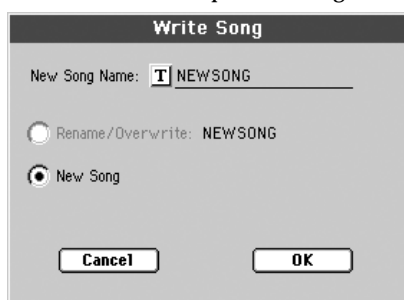 Write Song
New Song Name: T NEWSONG
Rename/Overwrite: NEWSONG
New Song
Cancel OK